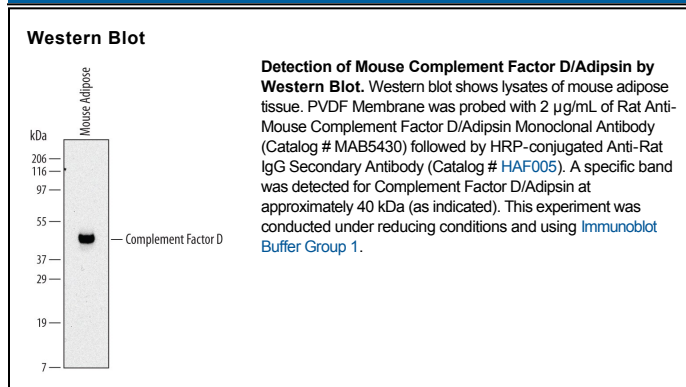 Western Blot
Mouse Adipose
kDa
206
116
97
55
37
29
19
7
Complement Factor D
Detection of Mouse Complement Factor D/Adipsin by
Western Blot. Western blot shows lysates of mouse adipose
tissue. PVDF Membrane was probed with 2 µg/mL of Rat Anti-
Mouse Complement Factor D/Adipsin Monoclonal Antibody
(Catalog # MAB5430) followed by HRP-conjugated Anti-Rat
IgG Secondary Antibody (Catalog # HAF005). A specific band
was detected for Complement Factor D/Adipsin at
approximately 40 kDa (as indicated). This experiment was
conducted under reducing conditions and using Immunoblot
Buffer Group 1.